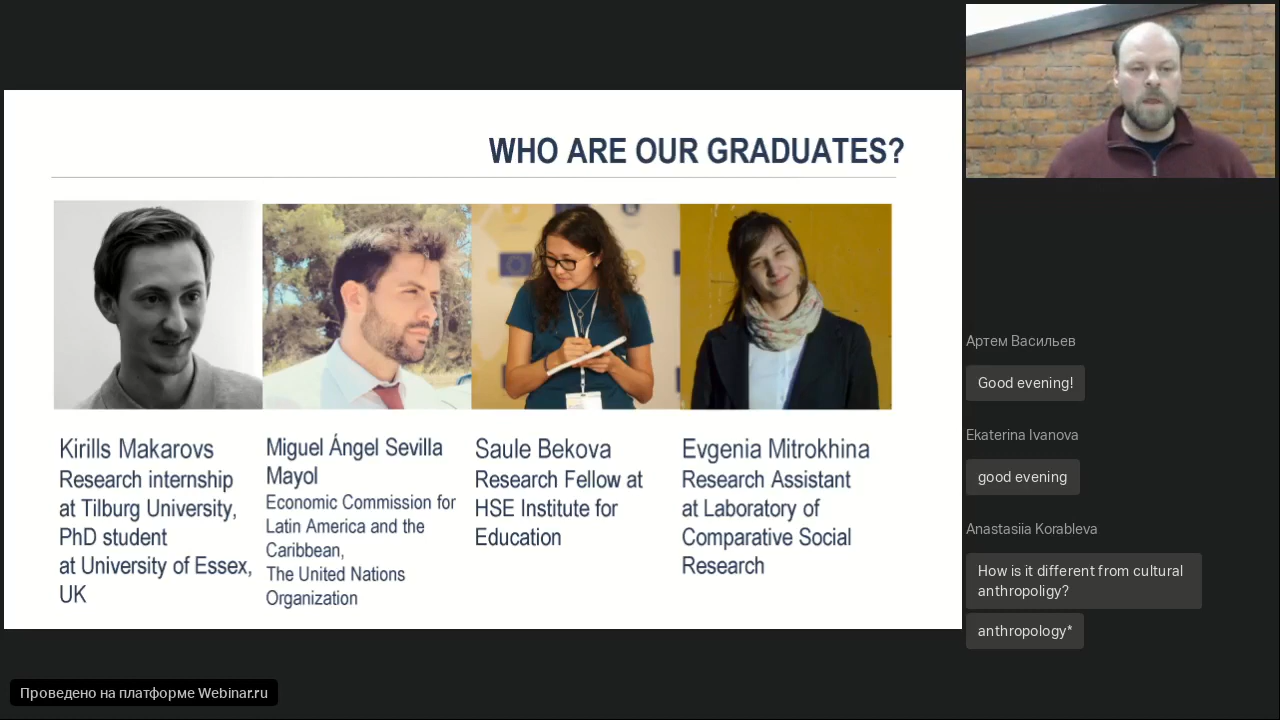 WHO ARE OUR GRADUATES?
Kirills Makarovs
Research internship
at Tilburg University,
PhD student
at University of Essex,
UK
Miguel Ángel Sevilla
Mayol
Economic Commission for
Latin America and the
Caribbean,
The United Nations
Organization
Saule Bekova
Research Fellow at
HSE Institute for
Education
Evgenia Mitrokhina
Research Assistant
at Laboratory of
Comparative Social
Research
Артем Васильев
Good evening!
Ekaterina Ivanova
good evening
Anastasiia Korableva
How is it different from cultural
anthropoligy?
anthropology*
Проведено на платформе Webinar.ru